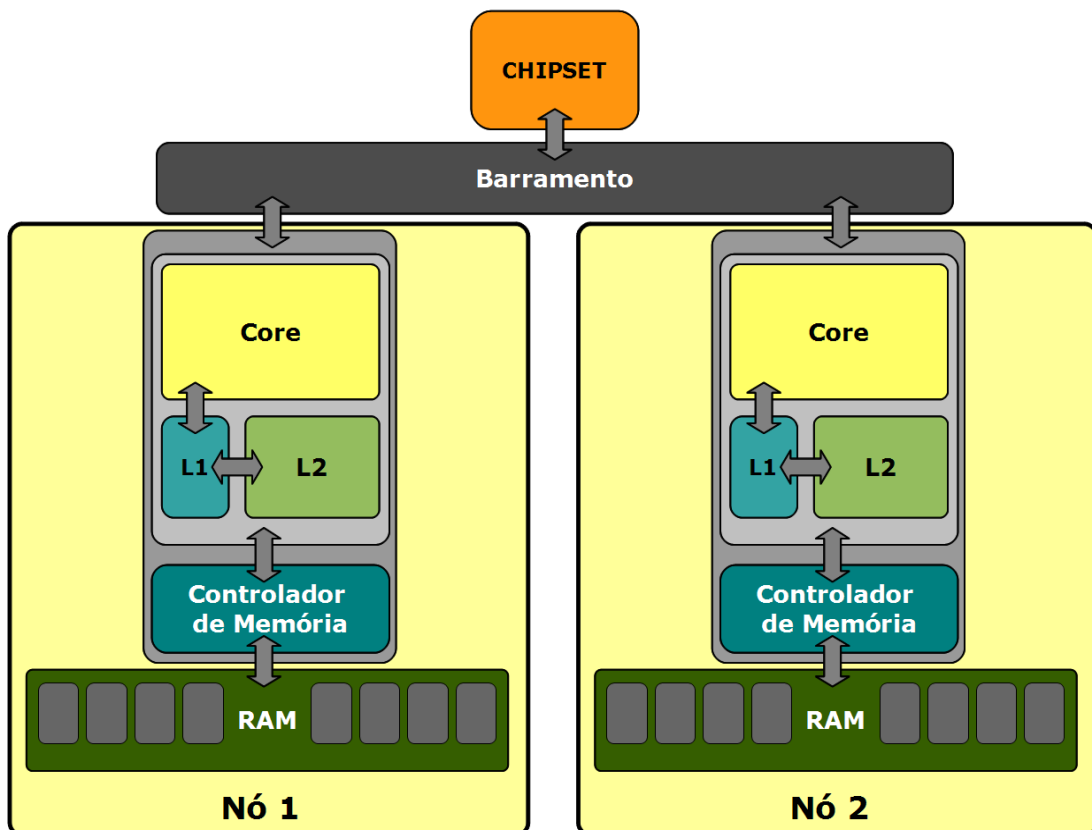 CHIPSET
Barramento
Core
L1
L2
Controlador
de Memória
RAM
Nó 1
Core
L1
L2
Controlador
de Memória
RAM
Nó 2